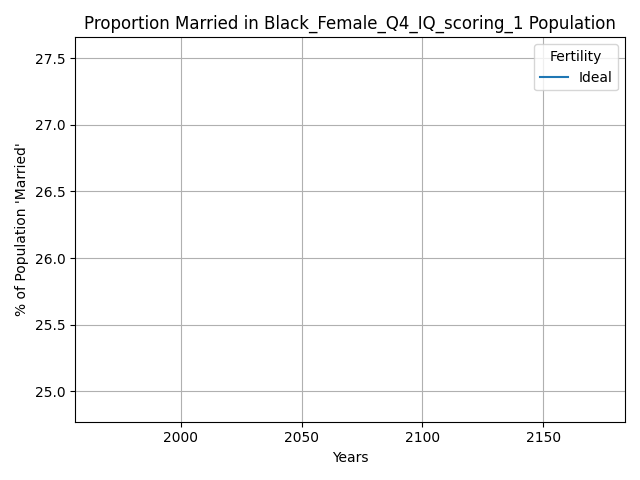 Proportion Married in Black_Female_Q4_IQ_scoring_1 Population
Fertility
Ideal
% of Population 'Married'
27.5
27.0
26.5
26.0
25.5
25.0
2000 2050 2100 2150
Years